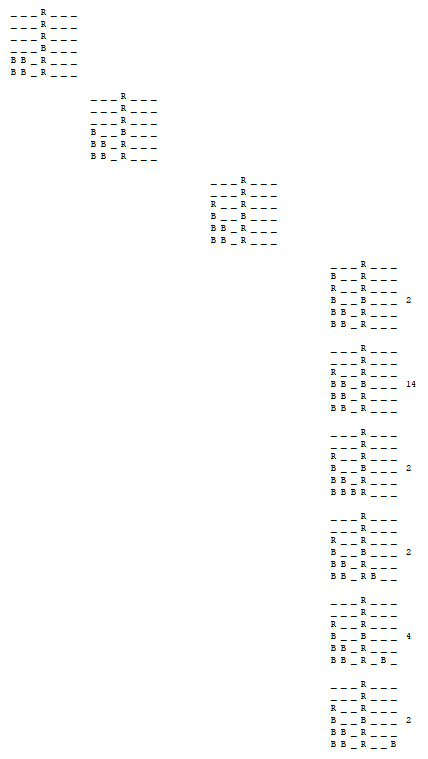 _ _ _ R _ _ _
_ _ _ R _ _ _
_ _ _ R _ _ _
_ _ _ B _ _ _
B B _ R _ _ _
B B _ R _ _ _
_ _ _ R _ _ _
_ _ _ R _ _ _
_ _ _ R _ _ _
B _ _ B _ _ _
B B _ R _ _ _
B B _ R _ _ _
_ _ _ R _ _ _
_ _ _ R _ _ _
R _ _ R _ _ _
B _ _ B _ _ _
B B _ R _ _ _
B B _ R _ _ _
_ _ _ R _ _ _
B _ _ R _ _ _
R _ _ R _ _ _
B _ _ B _ _ _ 2
B B _ R _ _ _
B B _ R _ _ _
_ _ _ R _ _ _
_ _ _ R _ _ _
R _ _ R _ _ _
B B _ B _ _ _ 14
B B _ R _ _ _
B B _ R _ _ _
_ _ _ R _ _ _
_ _ _ R _ _ _
R _ _ R _ _ _
B _ _ B _ _ _ 2
B B _ R _ _ _
B B B R _ _ _
_ _ _ R _ _ _
_ _ _ R _ _ _
R _ _ R _ _ _
B _ _ B _ _ _ 2
B B _ R _ _ _
B B _ R B _ _
_ _ _ R _ _ _
_ _ _ R _ _ _
R _ _ R _ _ _
B _ _ B _ _ _ 4
B B _ R _ _ _
B B _ R _ B _
_ _ _ R _ _ _
_ _ _ R _ _ _
R _ _ R _ _ _
B _ _ B _ _ _ 2
B B _ R _ _ _
B B _ R _ _ B